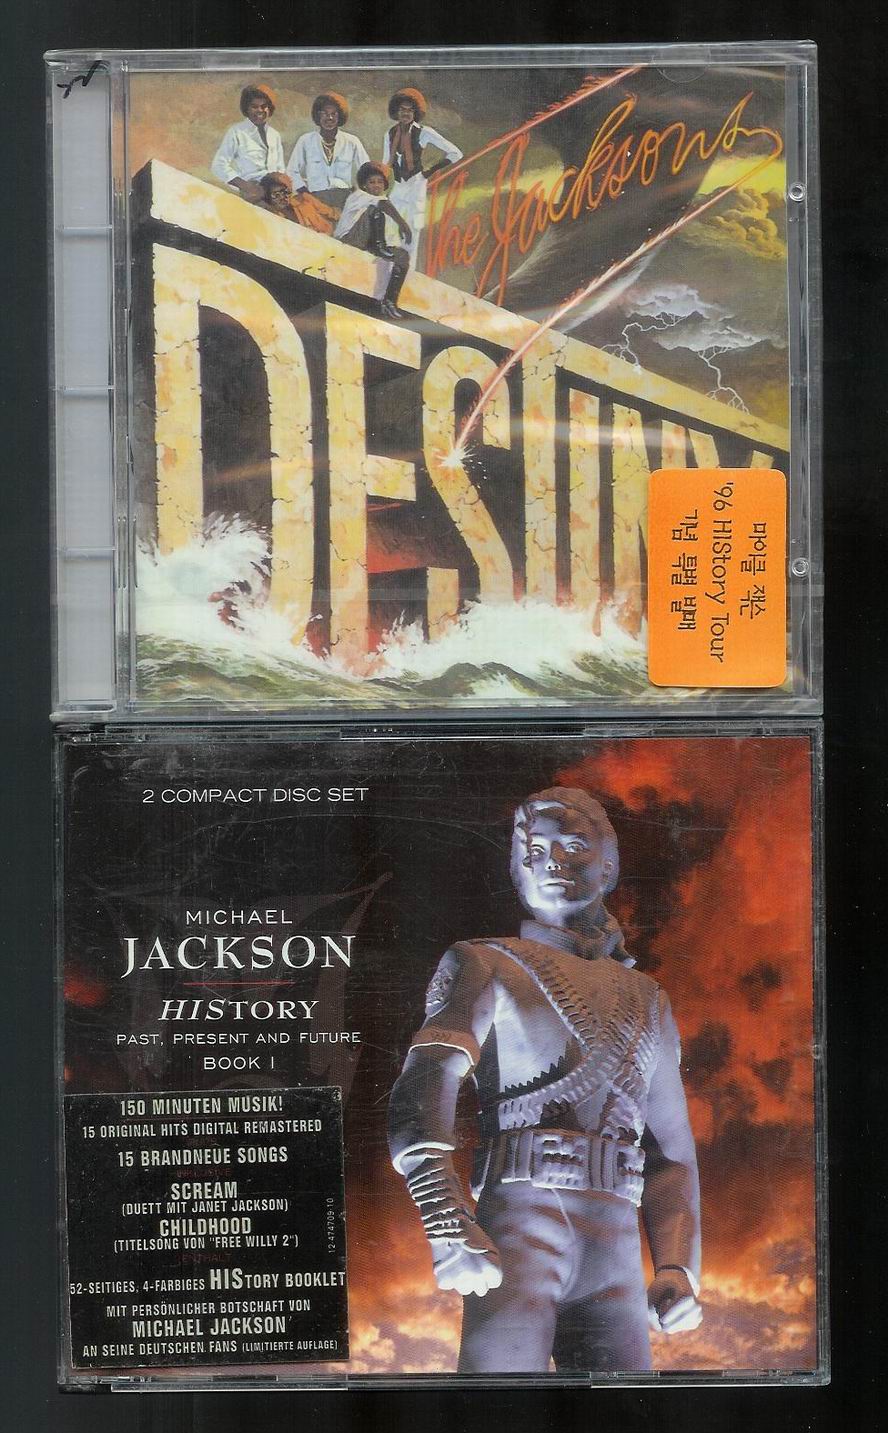 The Jacksons
DESTINY
마이클 잭슨
'96 HIStory Tour
기념 특별 발매
2 COMPACT DISC SET
MICHAEL
JACKSON
HISTORY
PAST, PRESENT AND FUTURE
BOOK I
150 MINUTEN MUSIK!
15 ORIGINAL HITS DIGITAL REMASTERED
15 BRANDNEUE SONGS
SCREAM
(DUETT MIT JANET JACKSON)
CHILDHOOD
(TITELSONG VON "FREE WILLY 2")
52-SEITIGES, 4-FARBIGES HISTORY BOOKLET
MIT PERSÖNLICHER BOTSCHAFT VON
MICHAEL JACKSON
AN SEINE DEUTSCHEN FANS (LIMITIERTE AUFLAGE)
12-474709-10